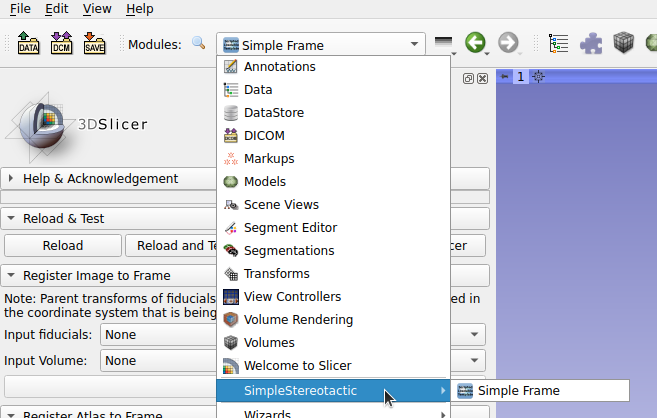 File Edit View Help
DATA DCM SAVE Modules: Simple Frame
Annotations
Data
DataStore
DICOM
Markups
Models
Scene Views
Segment Editor
Segmentations
Transforms
View Controllers
Volume Rendering
Volumes
Welcome to Slicer
SimpleStereotactic
Simple Frame
Wizards
1
3DSlicer
Help & Acknowledgement
Reload & Test
Reload
Reload and Te
cer
Register Image to Frame
Note: Parent transforms of fiducials
ed in
the coordinate system that is being
Input fiducials: None
Input Volume: None
Register Atlas to Frame